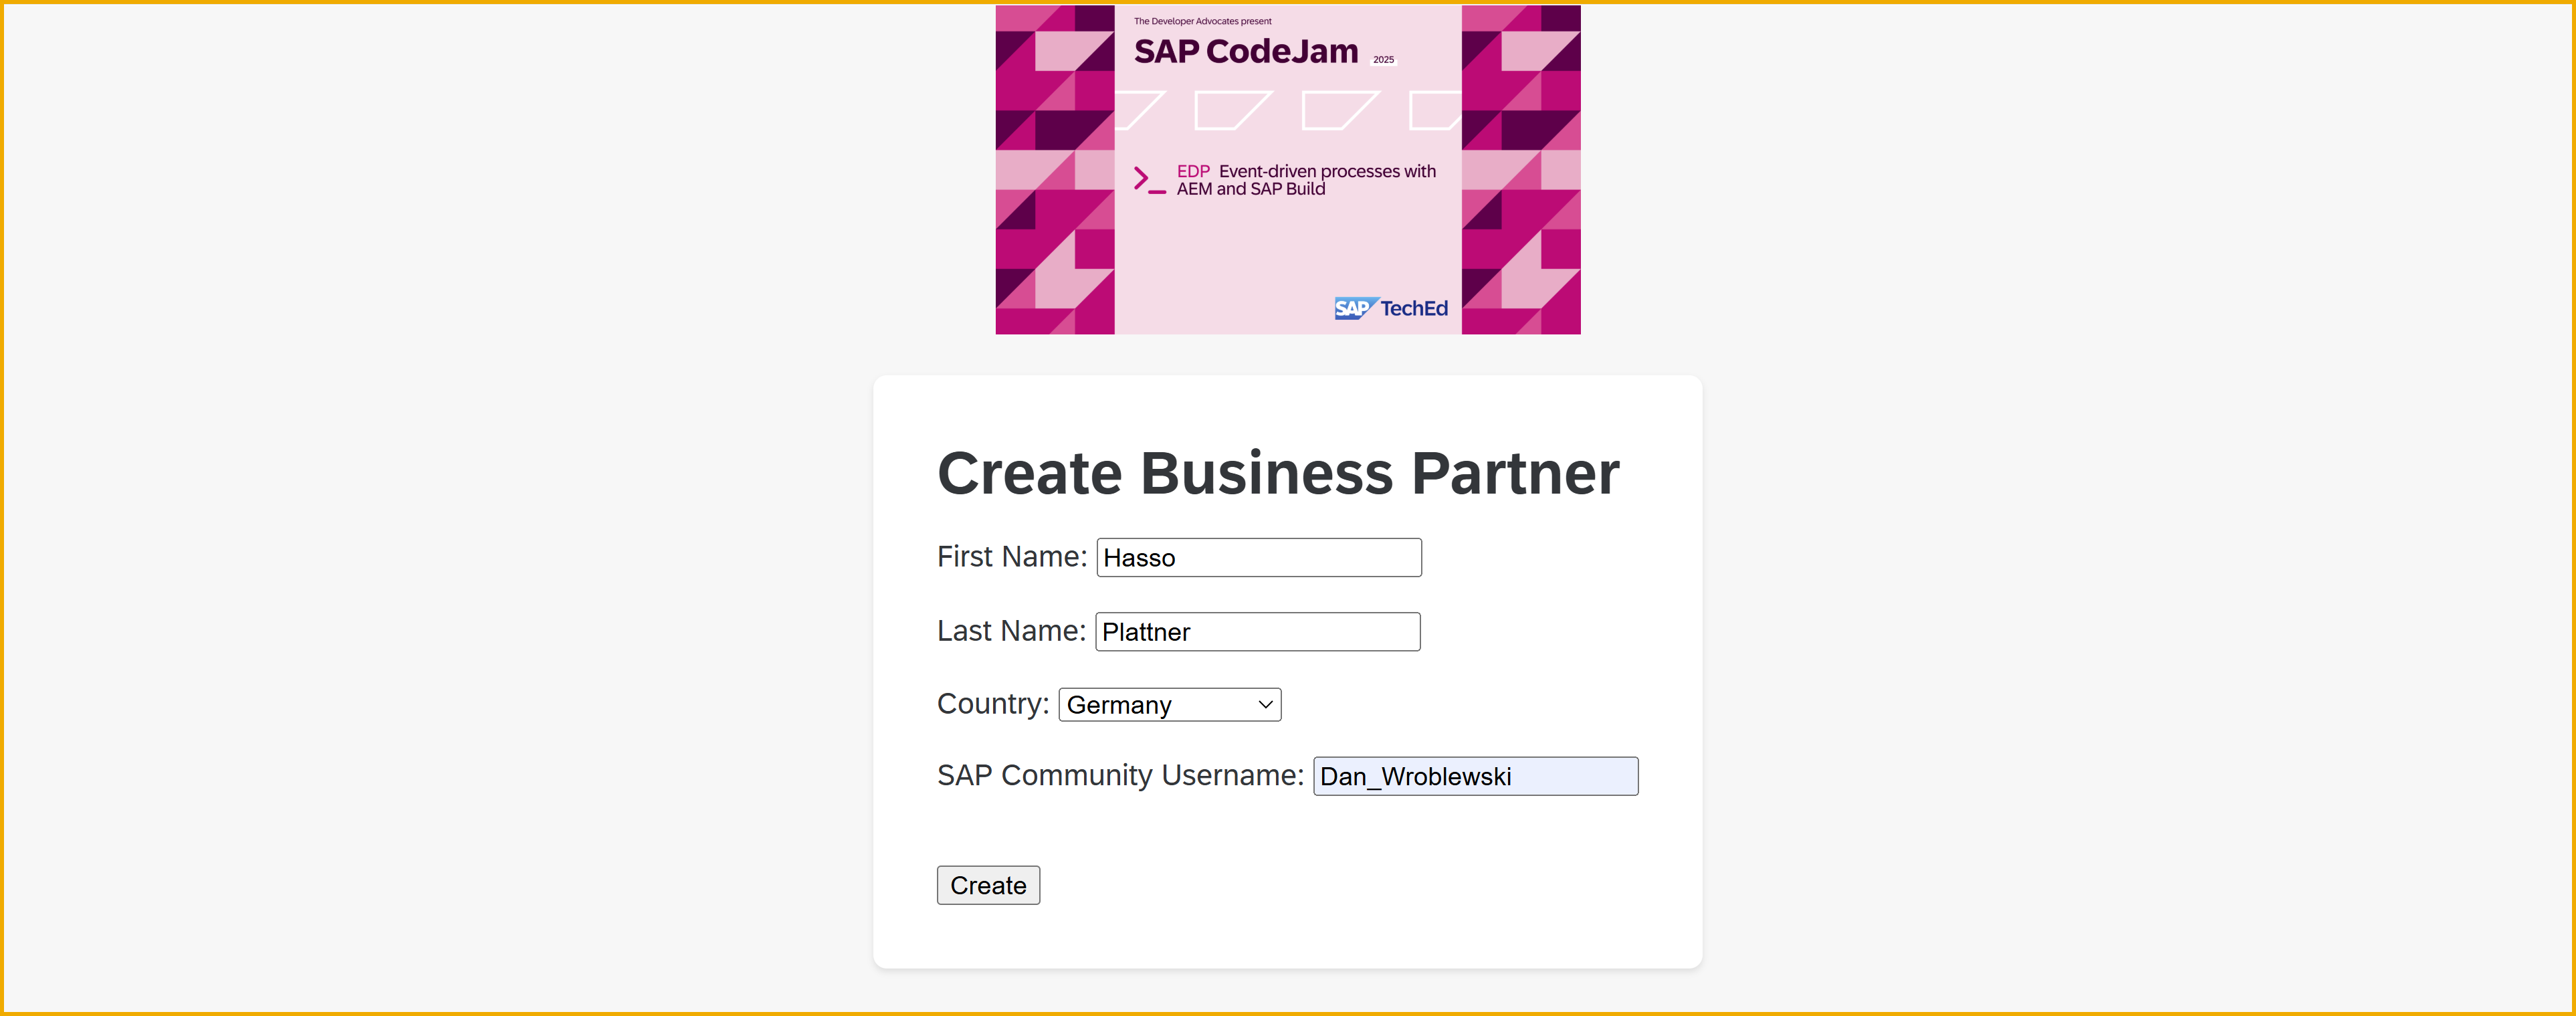 The Developer Advocates present
SAP CodeJam 2025
EDP Event-driven processes with
AEM and SAP Build
SAP TechEd
Create Business Partner
First Name: Hasso
Last Name: Plattner
Country: Germany
SAP Community Username: Dan_Wroblewski
Create